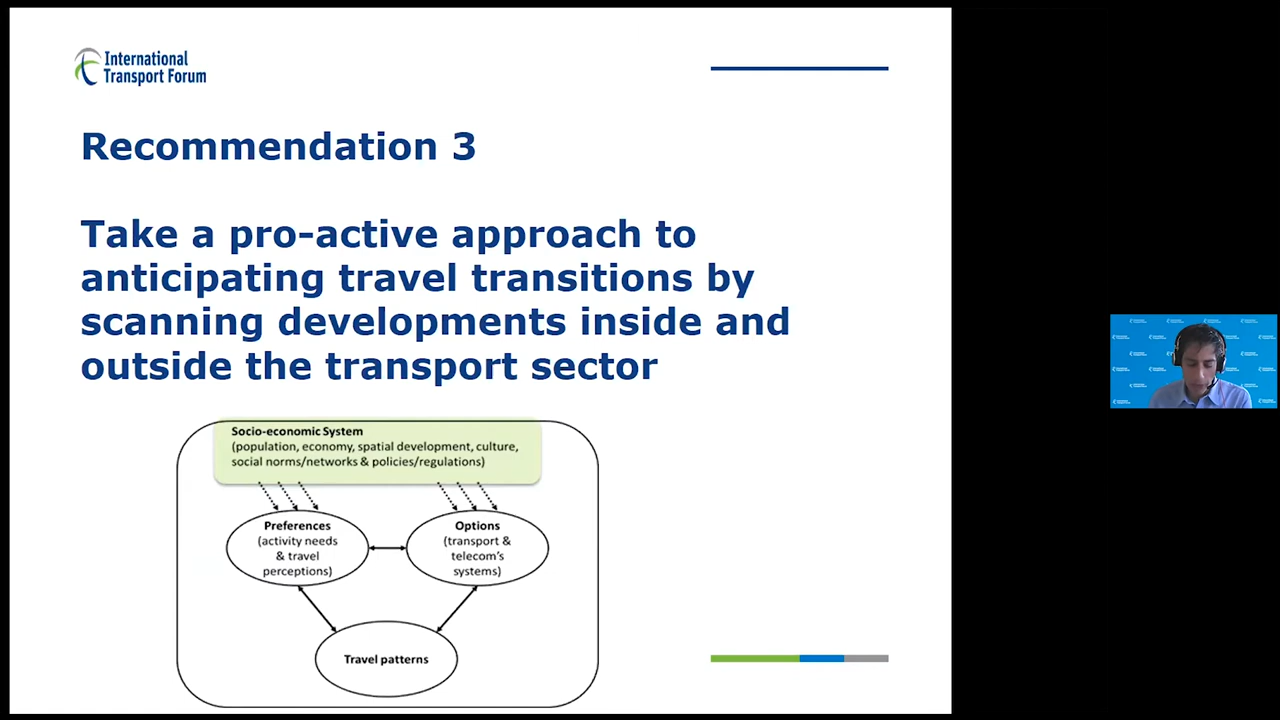 International
Transport Forum
Recommendation 3
Take a pro-active approach to
anticipating travel transitions by
scanning developments inside and
outside the transport sector
Socio-economic System
(population, economy, spatial development, culture,
social norms/networks & policies/regulations)
Preferences
(activity needs
& travel
perceptions)
Options
(transport &
telecom's
systems)
Travel patterns